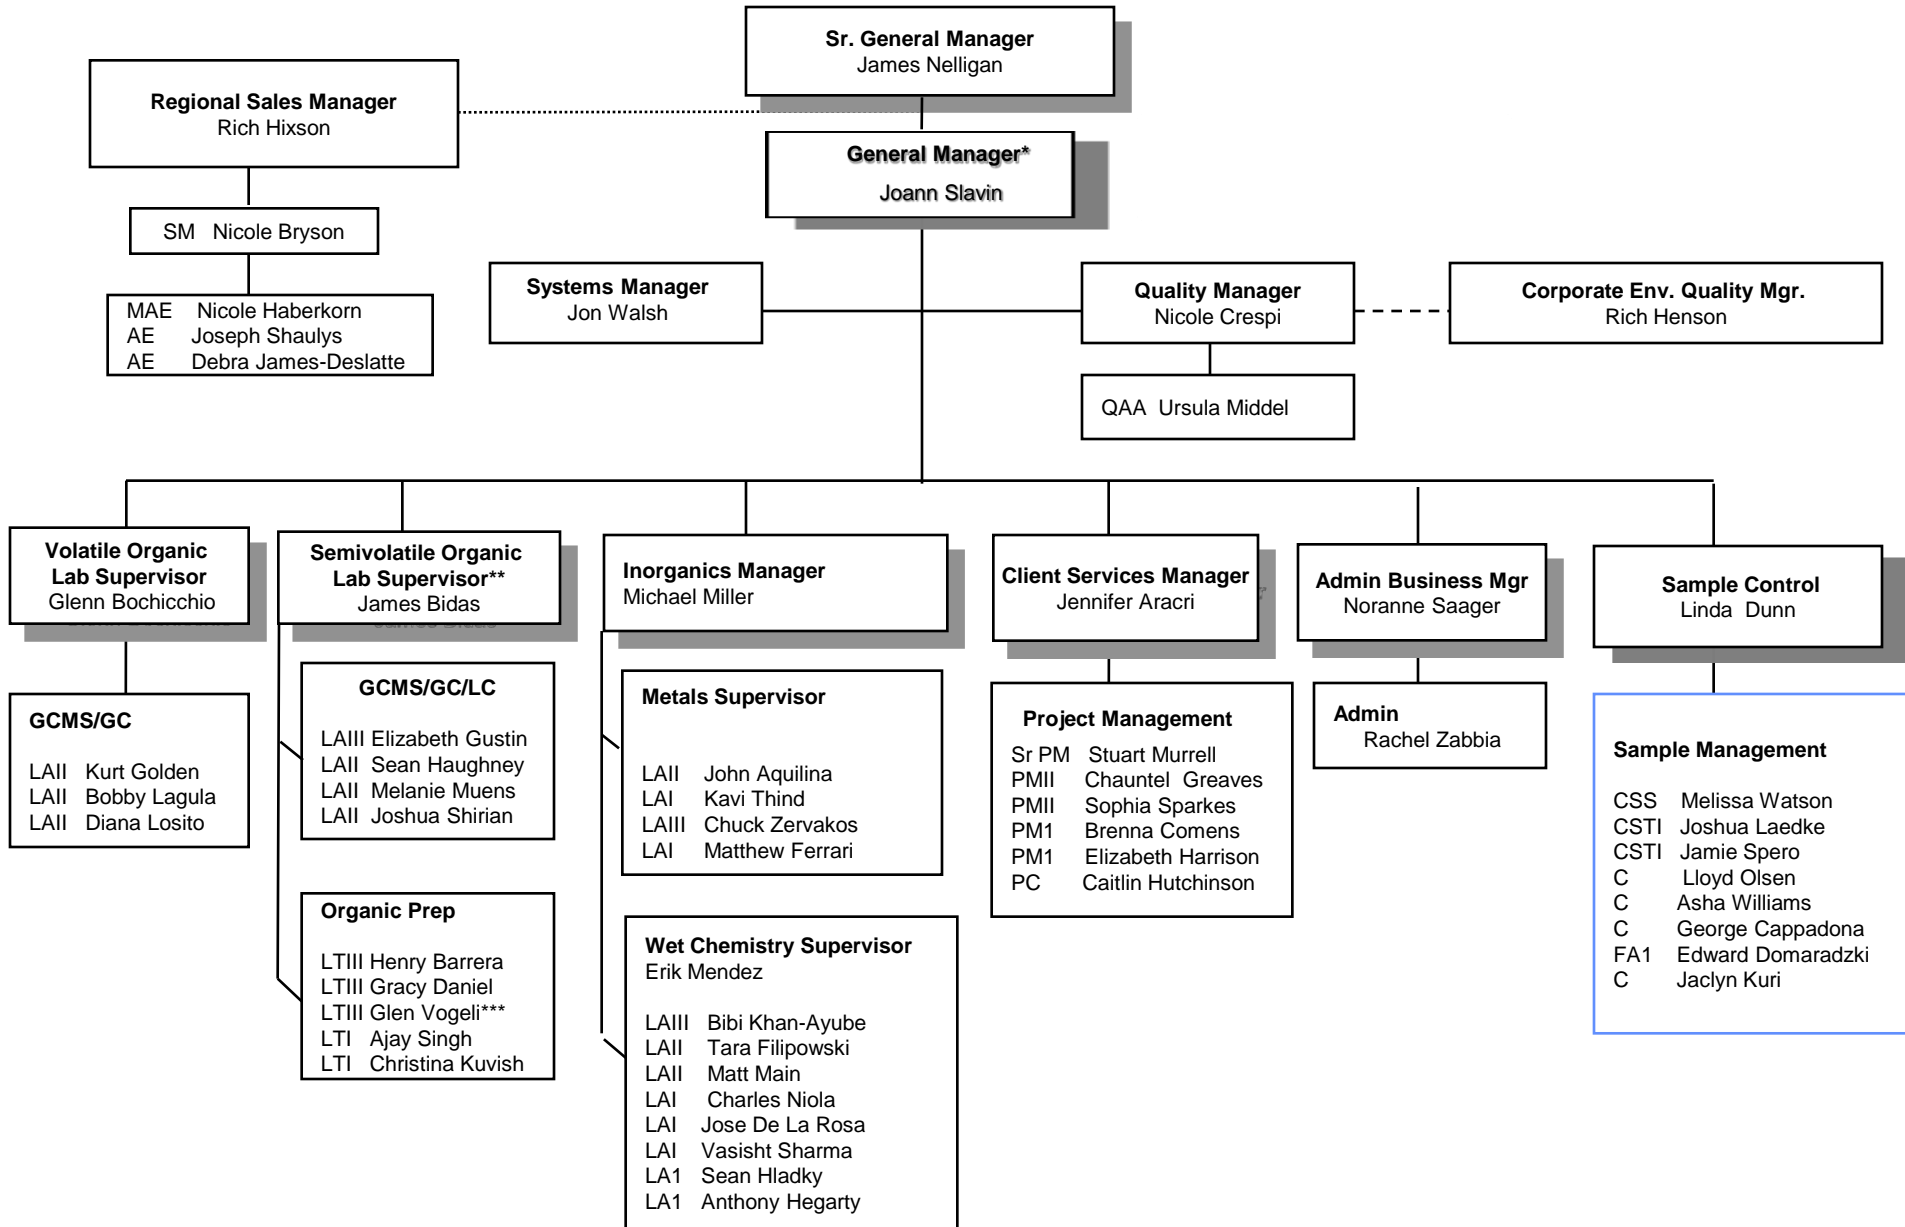 Sr. General Manager
James Nelligan
Regional Sales Manager
Rich Hixson
General Manager*
Joann Slavin
SM Nicole Bryson
MAE Nicole Haberkorn
AE Joseph Shaulys
AE Debra James-Deslatte
Systems Manager
Jon Walsh
Quality Manager
Nicole Crespi
Corporate Env. Quality Mgr.
Rich Henson
QAA Ursula Middel
Volatile Organic
Lab Supervisor
Glenn Bochicchio
GCMS/GC
LAII Kurt Golden
LAII Bobby Lagula
LAII Diana Losito
Semivolatile Organic
Lab Supervisor**
James Bidas
GCMS/GC/LC
LAIII Elizabeth Gustin
LAII Sean Haughney
LAII Melanie Muens
LAII Joshua Shirian
Organic Prep
LTIII Henry Barrera
LTIII Gracy Daniel
LTIII Glen Vogeli***
LTI Ajay Singh
LTI Christina Kuvish
Inorganics Manager
Michael Miller
Metals Supervisor
LAII John Aquilina
LAI Kavi Thind
LAIII Chuck Zervakos
LAI Matthew Ferrari
Wet Chemistry Supervisor
Erik Mendez
LAIII Bibi Khan-Ayube
LAII Tara Filipowski
LAII Matt Main
LAI Charles Niola
LAI Jose De La Rosa
LAI Vasisht Sharma
LA1 Sean Hladky
LA1 Anthony Hegarty
Client Services Manager
Jennifer Aracri
Project Management
Sr PM Stuart Murrell
PMII Chauntel Greaves
PMII Sophia Sparkes
PM1 Brenna Comens
PM1 Elizabeth Harrison
PC Caitlin Hutchinson
Admin Business Mgr
Noranne Saager
Admin
Rachel Zabbia
Sample Control
Linda Dunn
Sample Management
CSS Melissa Watson
CSTI Joshua Laedke
CSTI Jamie Spero
C Lloyd Olsen
C Asha Williams
C George Cappadona
FA1 Edward Domaradzki
C Jaclyn Kuri